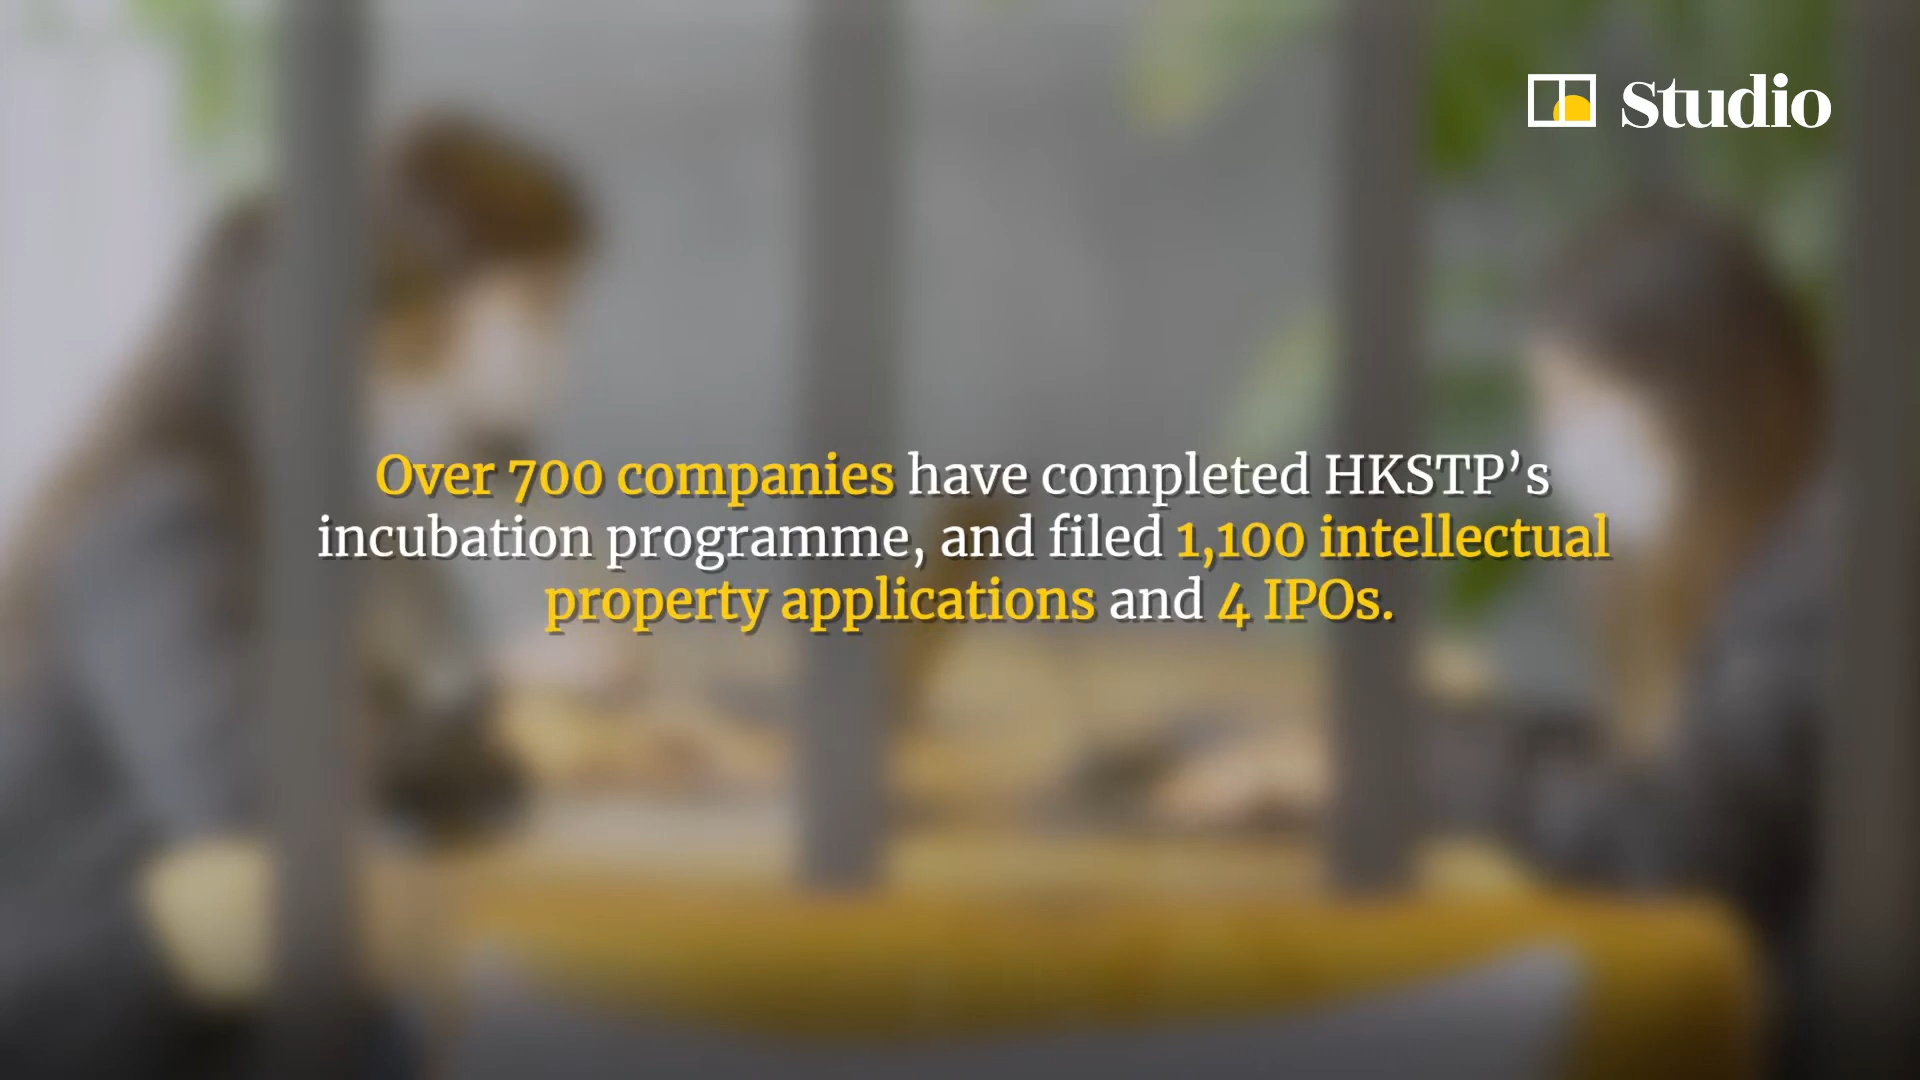 Studio
Over 700 companies have completed HKSTP’s
incubation programme, and filed 1,100 intellectual
property applications and 4 IPOs.